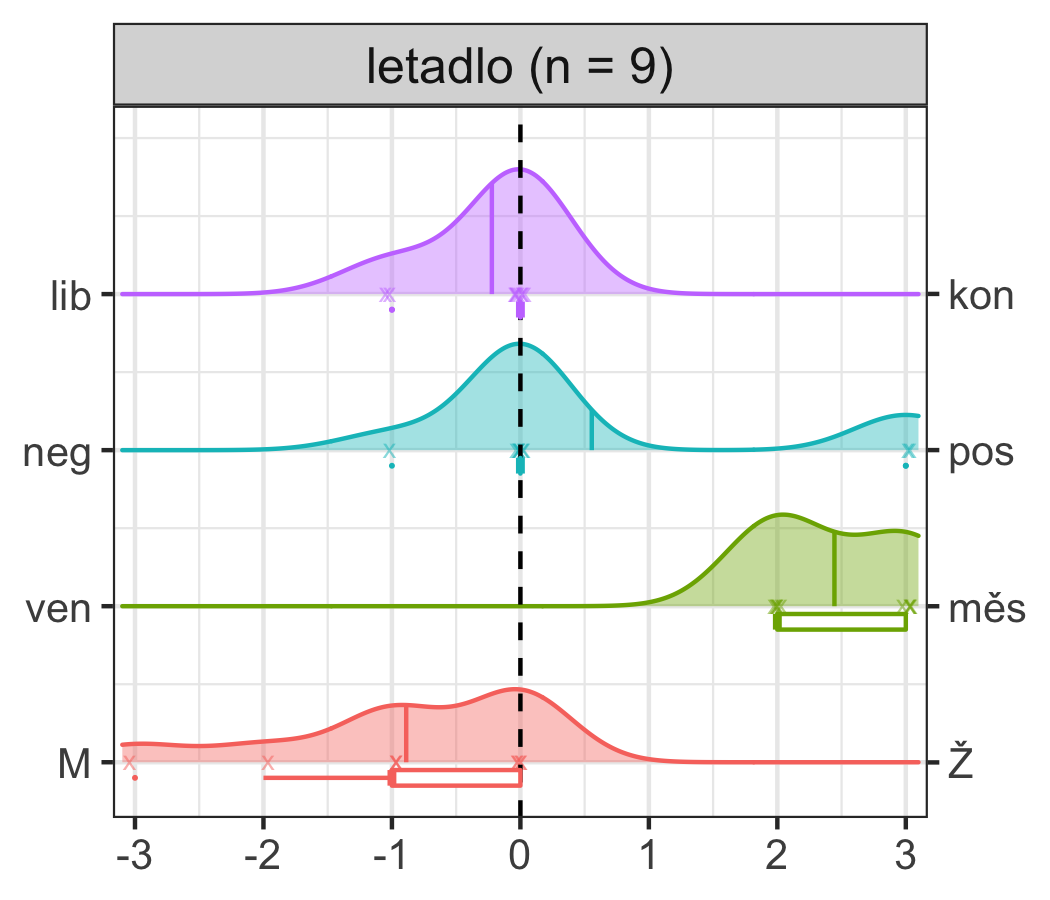 letadlo (n = 9)
lib kon
neg pos
ven měs
M Ž
-3 -2 -1 0 1 2 3